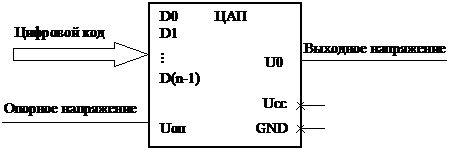 D0 ЦАП
D1
Цифровой код
...
Выходное напряжение
U0
D(n-1)
Опорное напряжение
Ucc
Uоп GND